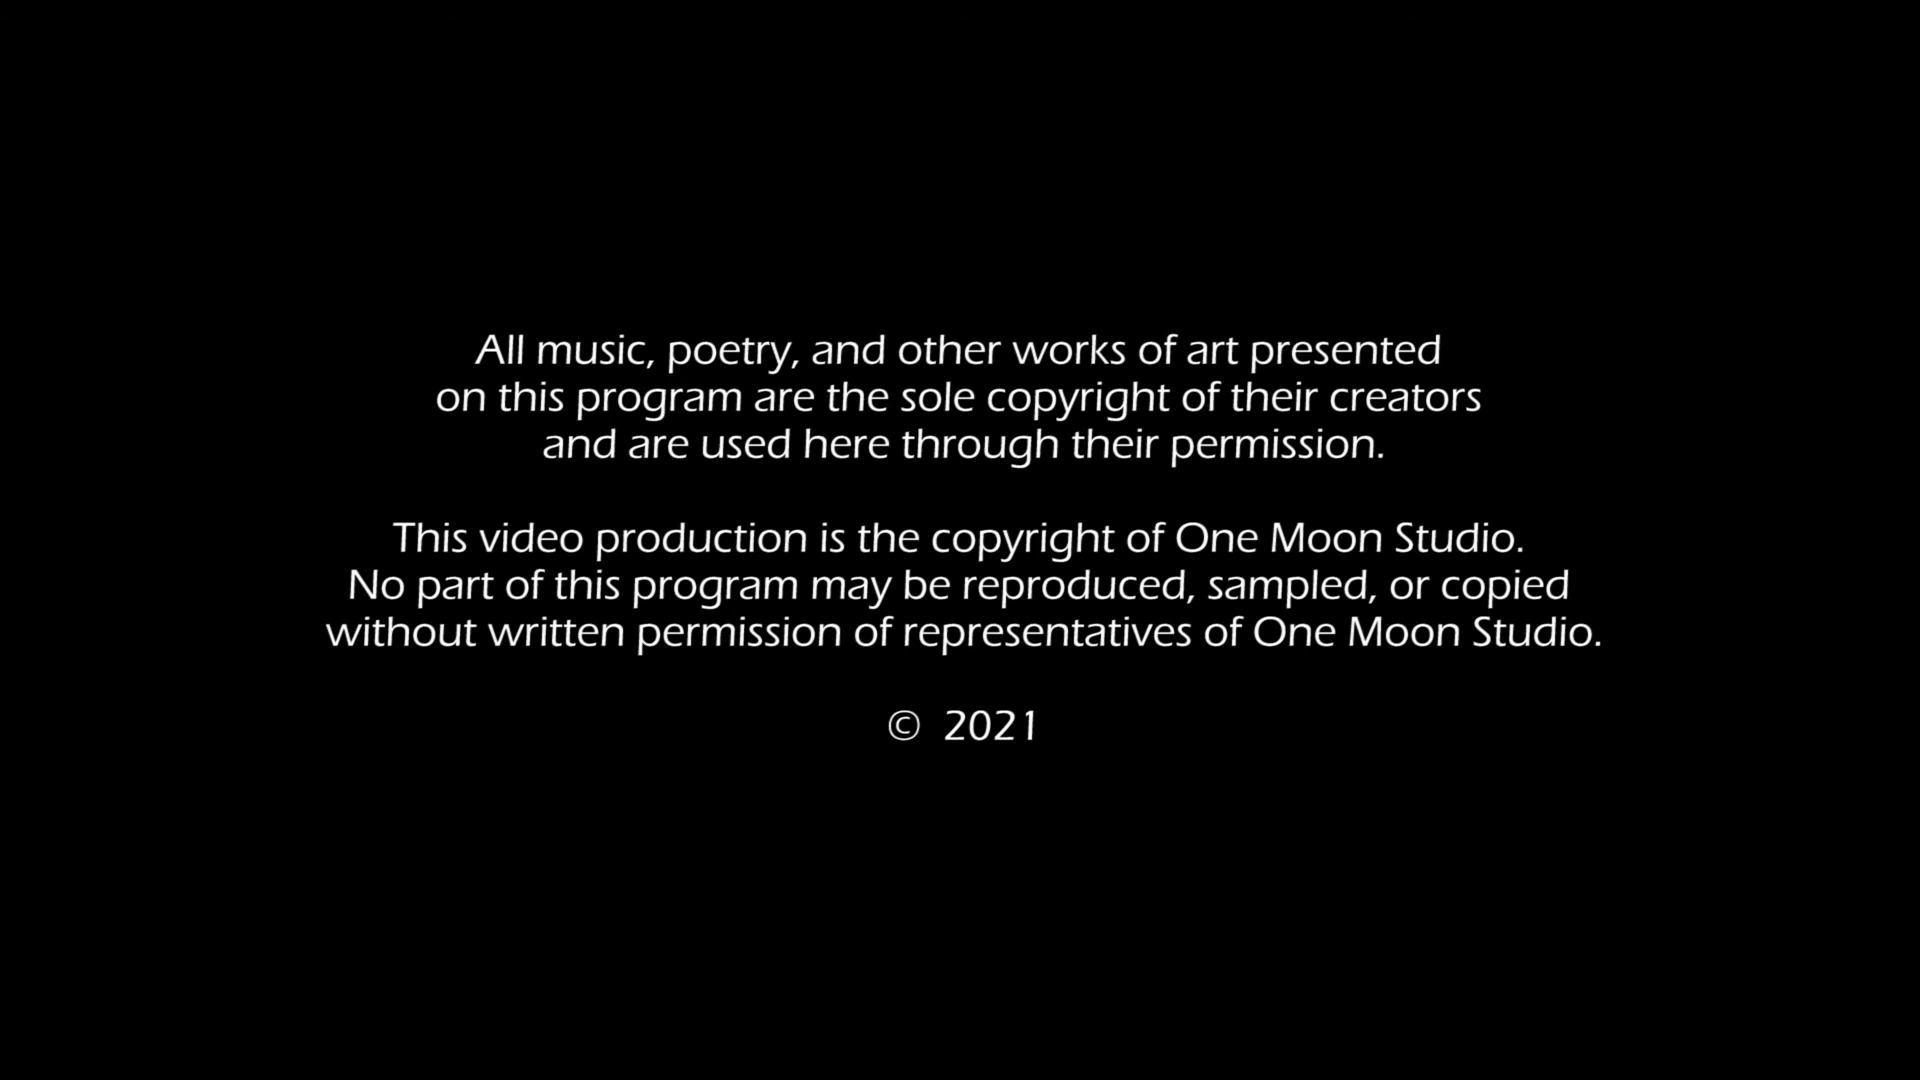 All music, poetry, and other works of art presented
on this program are the sole copyright of their creators
and are used here through their permission.
This video production is the copyright of One Moon Studio.
No part of this program may be reproduced, sampled, or copied
without written permission of representatives of One Moon Studio.
© 2021